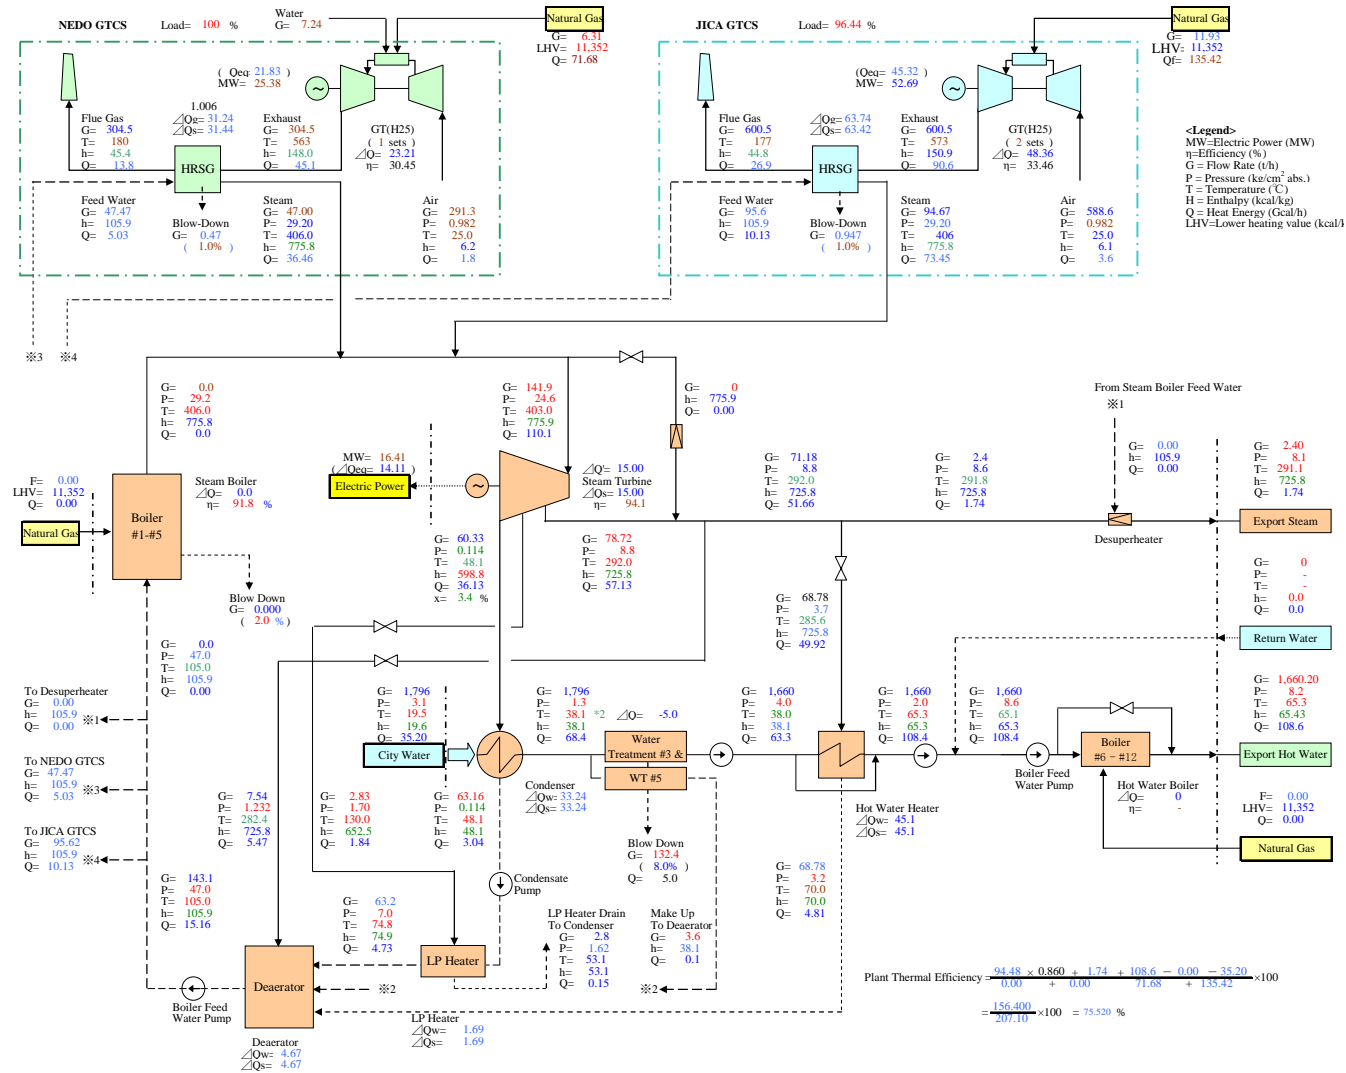 NEDO GTCS
Load= 100 %
Water
G= 7.24
Natural Gas
G= 6.31
LHV= 11,352
Q= 71.68
( Qeq= 21.83 )
MW= 25.38
1.006
⊿Qg= 31.24
⊿Qs= 31.44
Flue Gas
G= 304.5
T= 180
h= 45.4
Q= 13.8
HRSG
Exhaust
G= 304.5
T= 563
h= 148.0
Q= 45.1
GT(H25)
( 1 sets )
⊿Q= 23.21
η= 30.45
Feed Water
G= 47.47
h= 105.9
Q= 5.03
Blow-Down
G= 0.47
( 1.0% )
Steam
G= 47.00
P= 29.20
T= 406.0
h= 775.8
Q= 36.46
Air
G= 291.3
P= 0.982
T= 25.0
h= 6.2
Q= 1.8
JICA GTCS
Load= 96.44 %
Natural Gas
G= 11.93
LHV= 11,352
Qf= 135.42
(Qeq= 45.32 )
MW= 52.69
⊿Qg= 63.74
⊿Qs= 63.42
Flue Gas
G= 600.5
T= 177
h= 44.8
Q= 26.9
HRSG
Exhaust
G= 600.5
T= 573
h= 150.9
Q= 90.6
GT(H25)
( 2 sets )
⊿Q= 48.36
η= 33.46
Feed Water
G= 95.6
h= 105.9
Q= 10.13
Blow-Down
G= 0.947
( 1.0% )
Steam
G= 94.67
P= 29.20
T= 406
h= 775.8
Q= 73.45
Air
G= 588.6
P= 0.982
T= 25.0
h= 6.1
Q= 3.6
<Legend>
MW=Electric Power (MW)
η=Efficiency (%)
G = Flow Rate (t/h)
P = Pressure (kg/cm2 abs.)
T = Temperature (℃)
H = Enthalpy (kcal/kg)
Q = Heat Energy (Gcal/h)
LHV=Lower heating value (kcal/k
※3 ※4
G= 0.0
P= 29.2
T= 406.0
h= 775.8
Q= 0.0
G= 141.9
P= 24.6
T= 403.0
h= 775.9
Q= 110.1
G= 0
h= 775.9
Q= 0.00
From Steam Boiler Feed Water
※1
G= 0.00
h= 105.9
Q= 0.00
G= 2.40
P= 8.1
T= 291.1
h= 725.8
Q= 1.74
Export Steam
F= 0.00
LHV= 11,352
Q= 0.00
Natural Gas
Boiler
#1-#5
Steam Boiler
⊿Q= 0.0
η= 91.8 %
Blow Down
G= 0.000
( 2.0 % )
MW= 16.41
(⊿Qeq= 14.11 )
Electric Power
⊿Q'= 15.00
Steam Turbine
⊿Qs= 15.00
η= 94.1
G= 71.18
P= 8.8
T= 292.0
h= 725.8
Q= 51.66
G= 2.4
P= 8.6
T= 291.8
h= 725.8
Q= 1.74
Desuperheater
G= 60.33
P= 0.114
T= 48.1
h= 598.8
Q= 36.13
x= 3.4 %
G= 78.72
P= 8.8
T= 292.0
h= 725.8
Q= 57.13
G= 68.78
P= 3.7
T= 285.6
h= 725.8
Q= 49.92
G= 0
P= -
T= -
h= 0.0
Q= 0.0
Return Water
G= 0.0
P= 47.0
T= 105.0
h= 105.9
Q= 0.00
To Desuperheater
G= 0.00
h= 105.9
Q= 0.00
※1
To NEDO GTCS
G= 47.47
h= 105.9
Q= 5.03
※3
To JICA GTCS
G= 95.62
h= 105.9
Q= 10.13
※4
G= 1,796
P= 3.1
T= 19.5
h= 19.6
Q= 35.20
City Water
G= 1,796
P= 1.3
T= 38.1 *2
h= 38.1
Q= 68.4
⊿Q= -5.0
Water
Treatment #3 &
WT #5
G= 1,660
P= 4.0
T= 38.0
h= 38.1
Q= 63.3
G= 1,660
P= 2.0
T= 65.3
h= 65.3
Q= 108.4
G= 1,660
P= 8.6
T= 65.1
h= 65.3
Q= 108.4
Boiler
#6－#12
G= 1,660.20
P= 8.2
T= 65.3
h= 65.43
Q= 108.6
Export Hot Water
Boiler Feed
Water Pump
Hot Water Boiler
⊿Q= 0
η= -
F= 0.00
LHV= 11,352
Q= 0.00
Natural Gas
Condenser
⊿Qw= 33.24
⊿Qs= 33.24
Hot Water Heater
⊿Qw= 45.1
⊿Qs= 45.1
G= 7.54
P= 1.232
T= 282.4
h= 725.8
Q= 5.47
G= 2.83
P= 1.70
T= 130.0
h= 652.5
Q= 1.84
G= 63.16
P= 0.114
T= 48.1
h= 48.1
Q= 3.04
Blow Down
G= 132.4
( 8.0% )
Q= 5.0
G= 68.78
P= 3.2
T= 70.0
h= 70.0
Q= 4.81
Condensate
Pump
G= 143.1
P= 47.0
T= 105.0
h= 105.9
Q= 15.16
G= 63.2
P= 7.0
T= 74.8
h= 74.9
Q= 4.73
LP Heater
LP Heater Drain
To Condenser
G= 2.8
P= 1.62
T= 53.1
h= 53.1
Q= 0.15
Make Up
To Deaerator
G= 3.6
h= 38.1
Q= 0.1
※2
Boiler Feed
Water Pump
Deaerator
※2
LP Heater
⊿Qw= 1.69
⊿Qs= 1.69
Deaerator
⊿Qw= 4.67
⊿Qs= 4.67
Plant Thermal Efficiency = 94.48 × 0.860 + 1.74 + 108.6 － 0.00 － 35.20 ×100
0.00 + 0.00 71.68 + 135.42
= 156.400 ×100 = 75.520 %
207.10